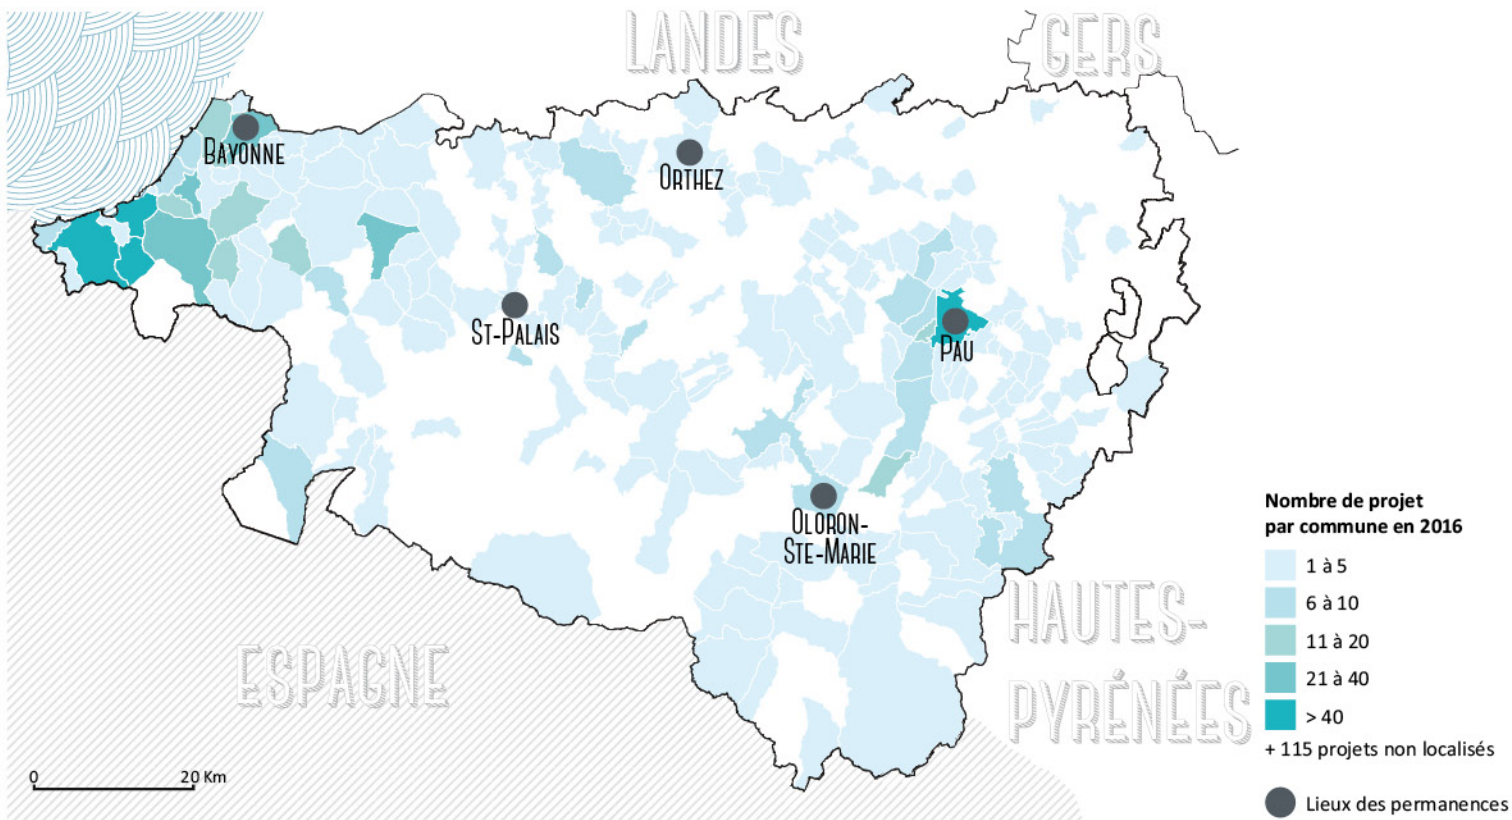 LANDES
GERS
BAYONNE
ORTHEZ
ST-PALAIS
PAU
OLORON-
STE-MARIE
ESPAGNE
HAUTES-
PYRÉNÉES
0 20 Km
Nombre de projet
par commune en 2016
1 à 5
6 à 10
11 à 20
21 à 40
> 40
+ 115 projets non localisés
Lieux des permanences